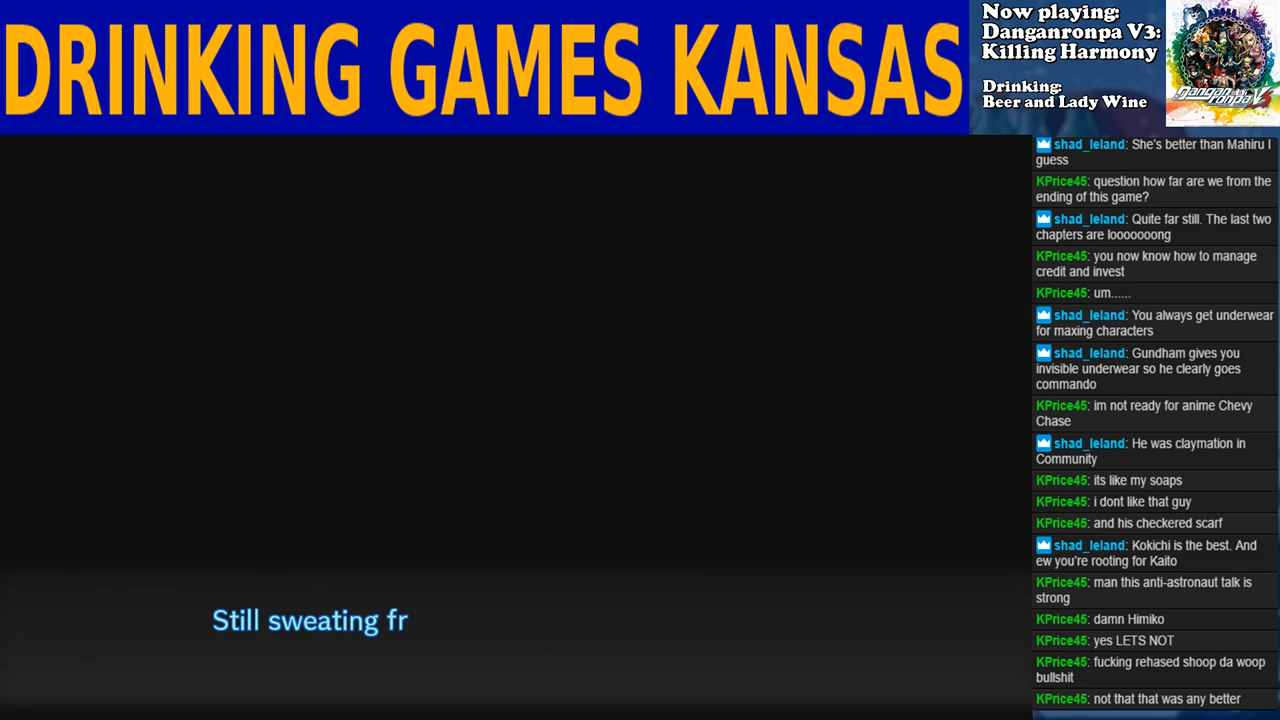 DRINKING GAMES KANSAS
Now playing:
Danganronpa V3:
Killing Harmony
Drinking:
Beer and Lady Wine
Danganronpa V3
shad_leland: She's better than Mahiru I
guess
KPrice45: question how far are we from the
ending of this game?
shad_leland: Quite far still. The last two
chapters are looooooong
KPrice45: you now know how to manage
credit and invest
KPrice45: um......
shad_leland: You always get underwear
for maxing characters
shad_leland: Gundham gives you
invisible underwear so he clearly goes
commando
KPrice45: im not ready for anime Chevy
Chase
shad_leland: He was claymation in
Community
KPrice45: its like my soaps
KPrice45: i dont like that guy
KPrice45: and his checkered scarf
shad_leland: Kokichi is the best. And
ew you're rooting for Kaito
KPrice45: man this anti-astronaut talk is
strong
KPrice45: damn Himiko
KPrice45: yes LETS NOT
KPrice45: fucking rehased shoop da woop
bullshit
KPrice45: not that that was any better
Still sweating fr